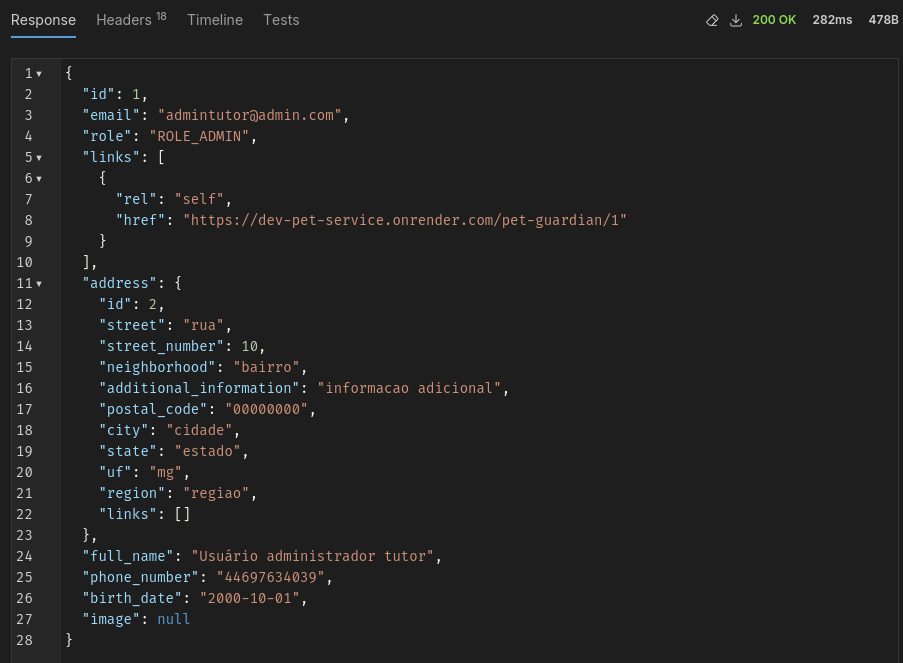 Response Headers 18 Timeline Tests 200 OK 282ms 478B
1 {
2 "id": 1,
3 "email": "admintutor@admin.com",
4 "role": "ROLE_ADMIN",
5 "links": [
6 {
7 "rel": "self",
8 "href": "https://dev-pet-service.onrender.com/pet-guardian/1"
9 }
10 ],
11 "address": {
12 "id": 2,
13 "street": "rua",
14 "street_number": 10,
15 "neighborhood": "bairro",
16 "additional_information": "informacao adicional",
17 "postal_code": "00000000",
18 "city": "cidade",
19 "state": "estado",
20 "uf": "mg",
21 "region": "regiao",
22 "links": []
23 },
24 "full_name": "Usuário administrador tutor",
25 "phone_number": "44697634039",
26 "birth_date": "2000-10-01",
27 "image": null
28 }